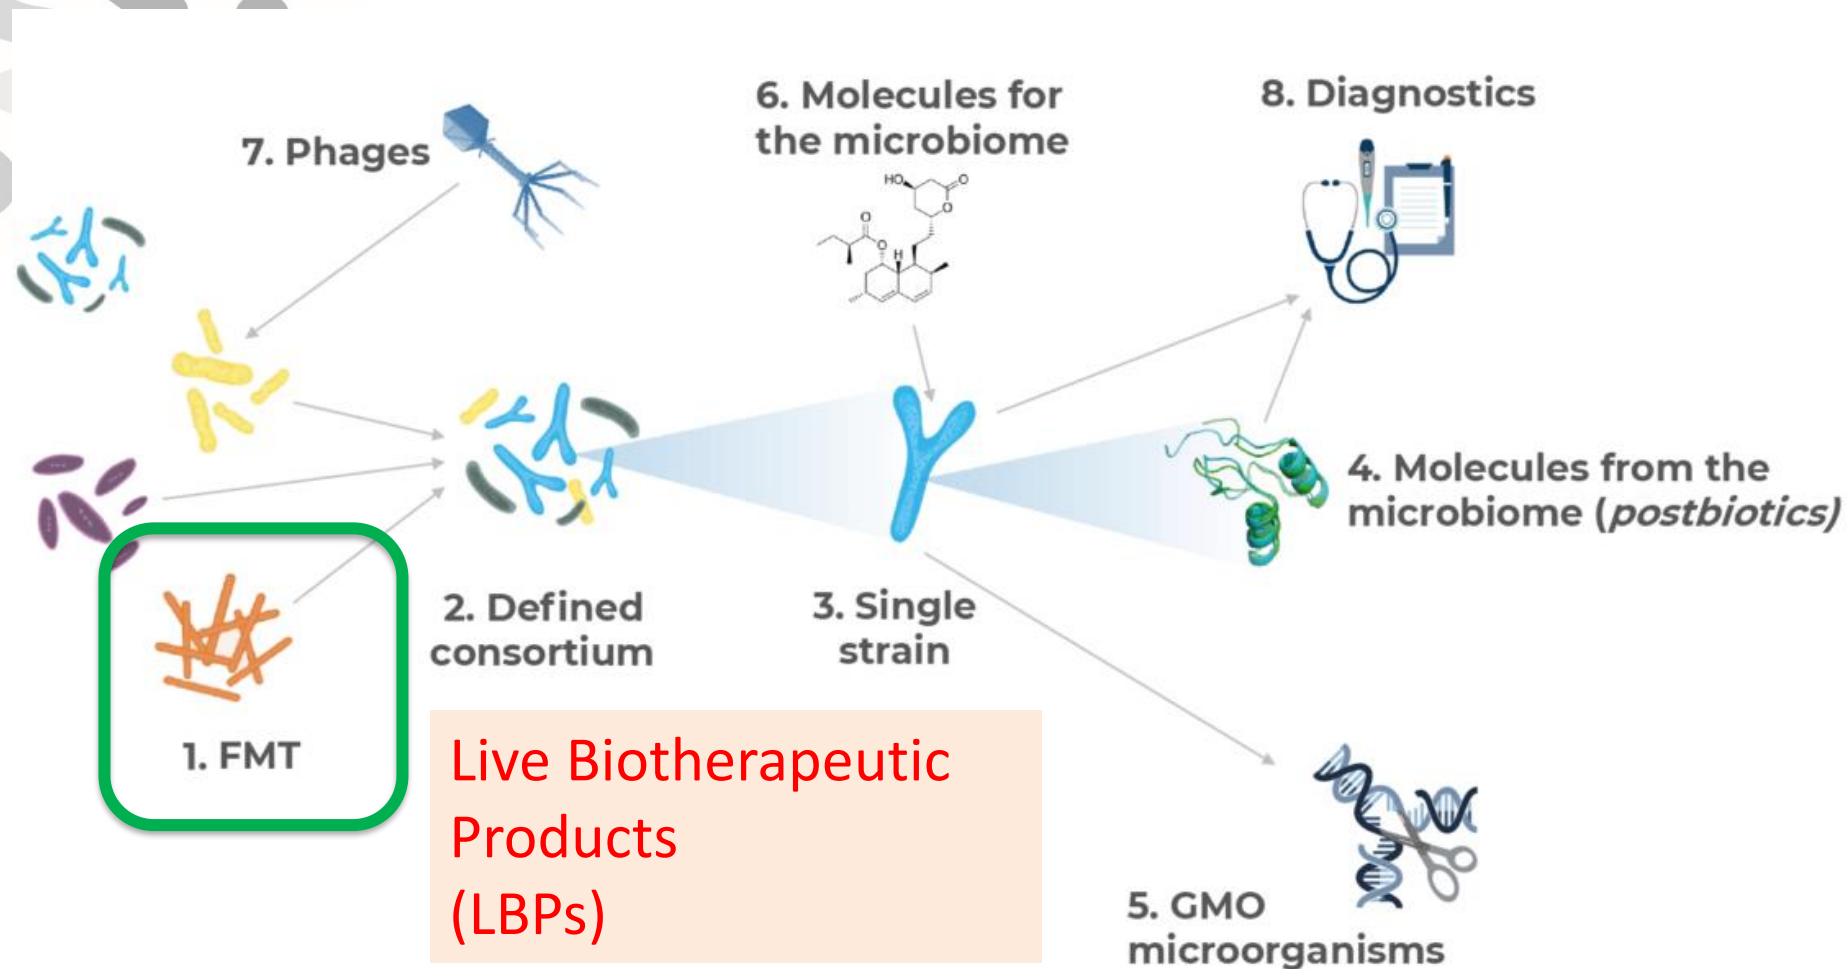 7. Phages
6. Molecules for
the microbiome
HO
O
O
O
O
H
8. Diagnostics
4. Molecules from the
microbiome (postbiotics)
2. Defined
consortium
3. Single
strain
1. FMT
Live Biotherapeutic
Products
(LBPs)
5. GMO
microorganisms